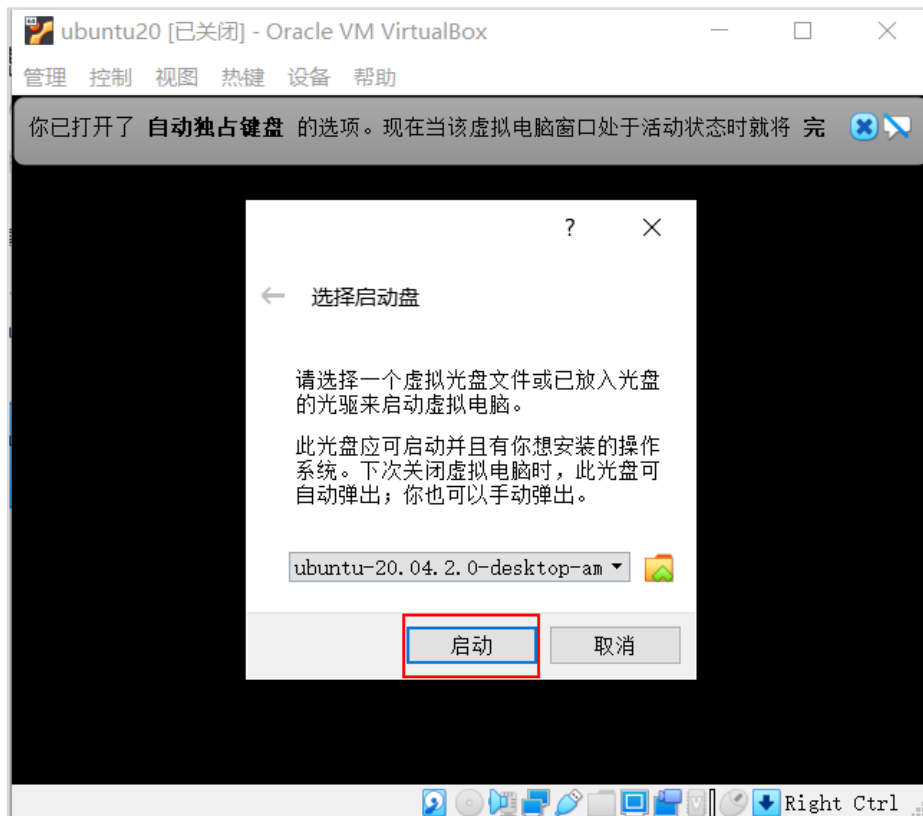 ubuntu20 [已关闭] - Oracle VM VirtualBox
管理 控制 视图 热键 设备 帮助
你已打开了 自动独占键盘 的选项。现在当该虚拟电脑窗口处于活动状态时就将 完
?
选择启动盘
请选择一个虚拟光盘文件或已放入光盘
的光驱来启动虚拟电脑。
此光盘应可启动并且有你想安装的操作
系统。下次关闭虚拟电脑时，此光盘可
自动弹出；你也可以手动弹出。
ubuntu-20.04.2.0-desktop-am
启动 取消
Right Ctrl